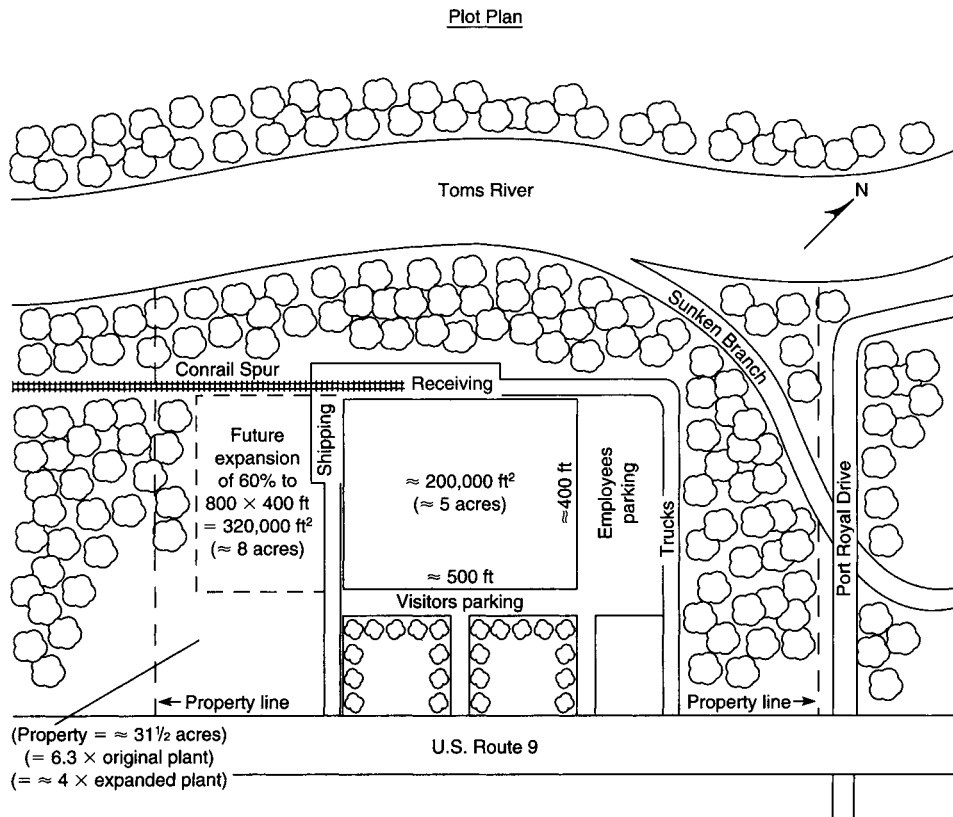 Plot Plan
Toms River
N
Sunken Branch
Conrail Spur
Receiving
Shipping
Future
expansion
of 60% to
800 × 400 ft
= 320,000 ft²
(≈ 8 acres)
≈ 200,000 ft²
(≈ 5 acres)
≈400 ft
Employees
parking
Trucks
Port Royal Drive
≈ 500 ft
Visitors parking
Property line
Property line
(Property = ≈ 31½ acres)
(= 6.3 × original plant)
(= ≈ 4 × expanded plant)
U.S. Route 9